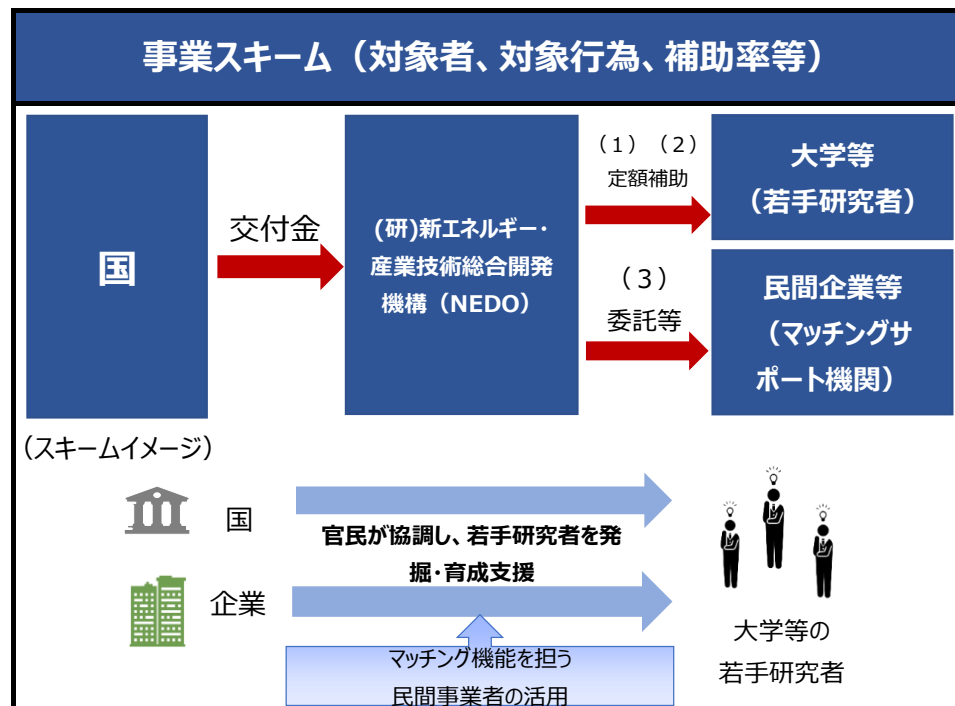 事業スキーム（対象者、対象行為、補助率等）
国
交付金
(研)新エネルギー・
産業技術総合開発
機構（NEDO）
（１）（２）
定額補助
大学等
（若手研究者）
（３）
委託等
民間企業等
（マッチングサ
ポート機関）
（スキームイメージ）
国
官民が協調し、若手研究者を発
掘・育成支援
企業
マッチング機能を担う
民間事業者の活用
大学等の
若手研究者